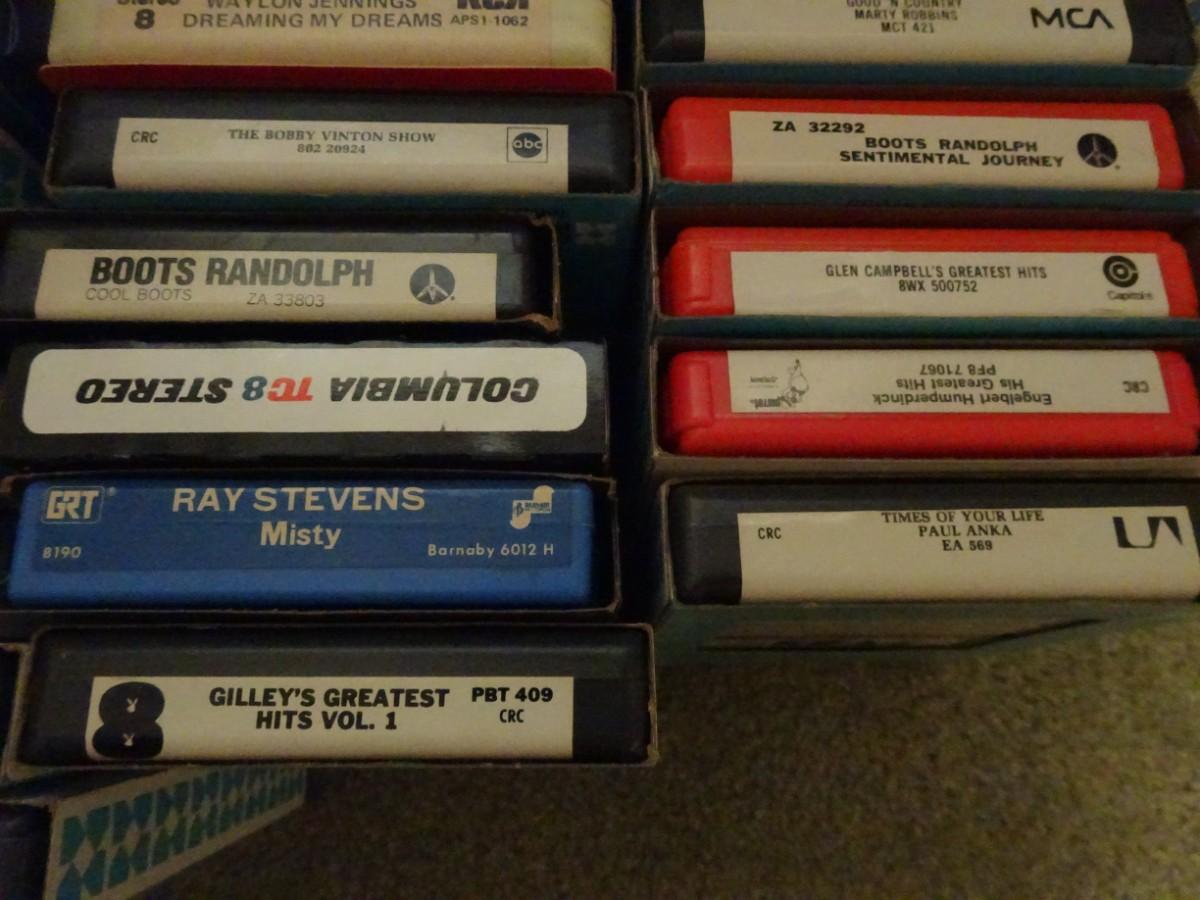 Stereo
8
WAYLON JENNINGS
DREAMING MY DREAMS APS1-1062
RCA
CRC
THE BOBBY VINTON SHOW
802 20924
abc
BOOTS RANDOLPH
COOL BOOTS ZA 33803
COLUMBIA TC8 STEREO
GRT
RAY STEVENS
Misty
8190
Barnaby 6012 H
8
GILLEY'S GREATEST
HITS VOL. 1
PBT 409
CRC
GOOD 'N COUNTRY
MARTY ROBBINS
MCT 421
MCA
ZA 32292
BOOTS RANDOLPH
SENTIMENTAL JOURNEY
GLEN CAMPBELL'S GREATEST HITS
8WX 500752
Capitol
CRC
Engelbert Humperdinck
His Greatest Hits
PF8 71067
parrot
CRC
TIMES OF YOUR LIFE
PAUL ANKA
EA 569
UA